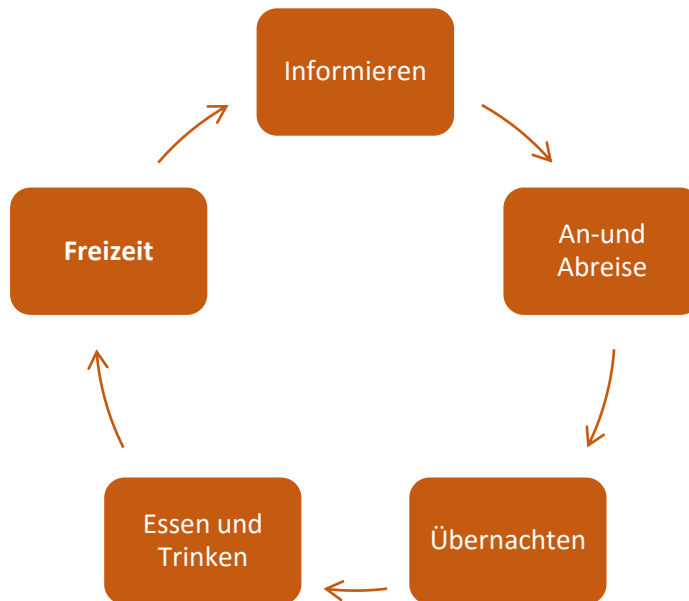 Informieren
An-und
Abreise
Übernachten
Essen und
Trinken
Freizeit